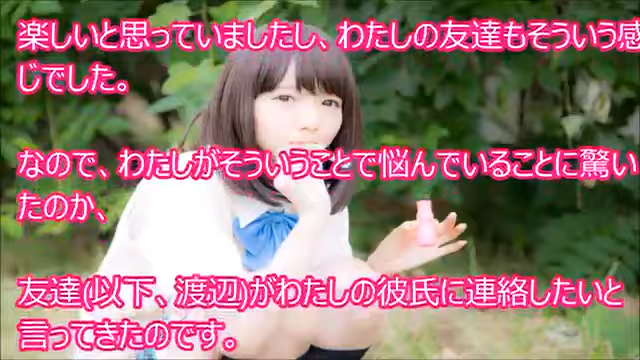 楽しいと思っていましたし、わたしの友達もそういう感
じでした。
なので、わたしがそういうことで悩んでいることに驚い
たのか、
友達(以下、渡辺)がわたしの彼氏に連絡したいと
言ってきたのです。